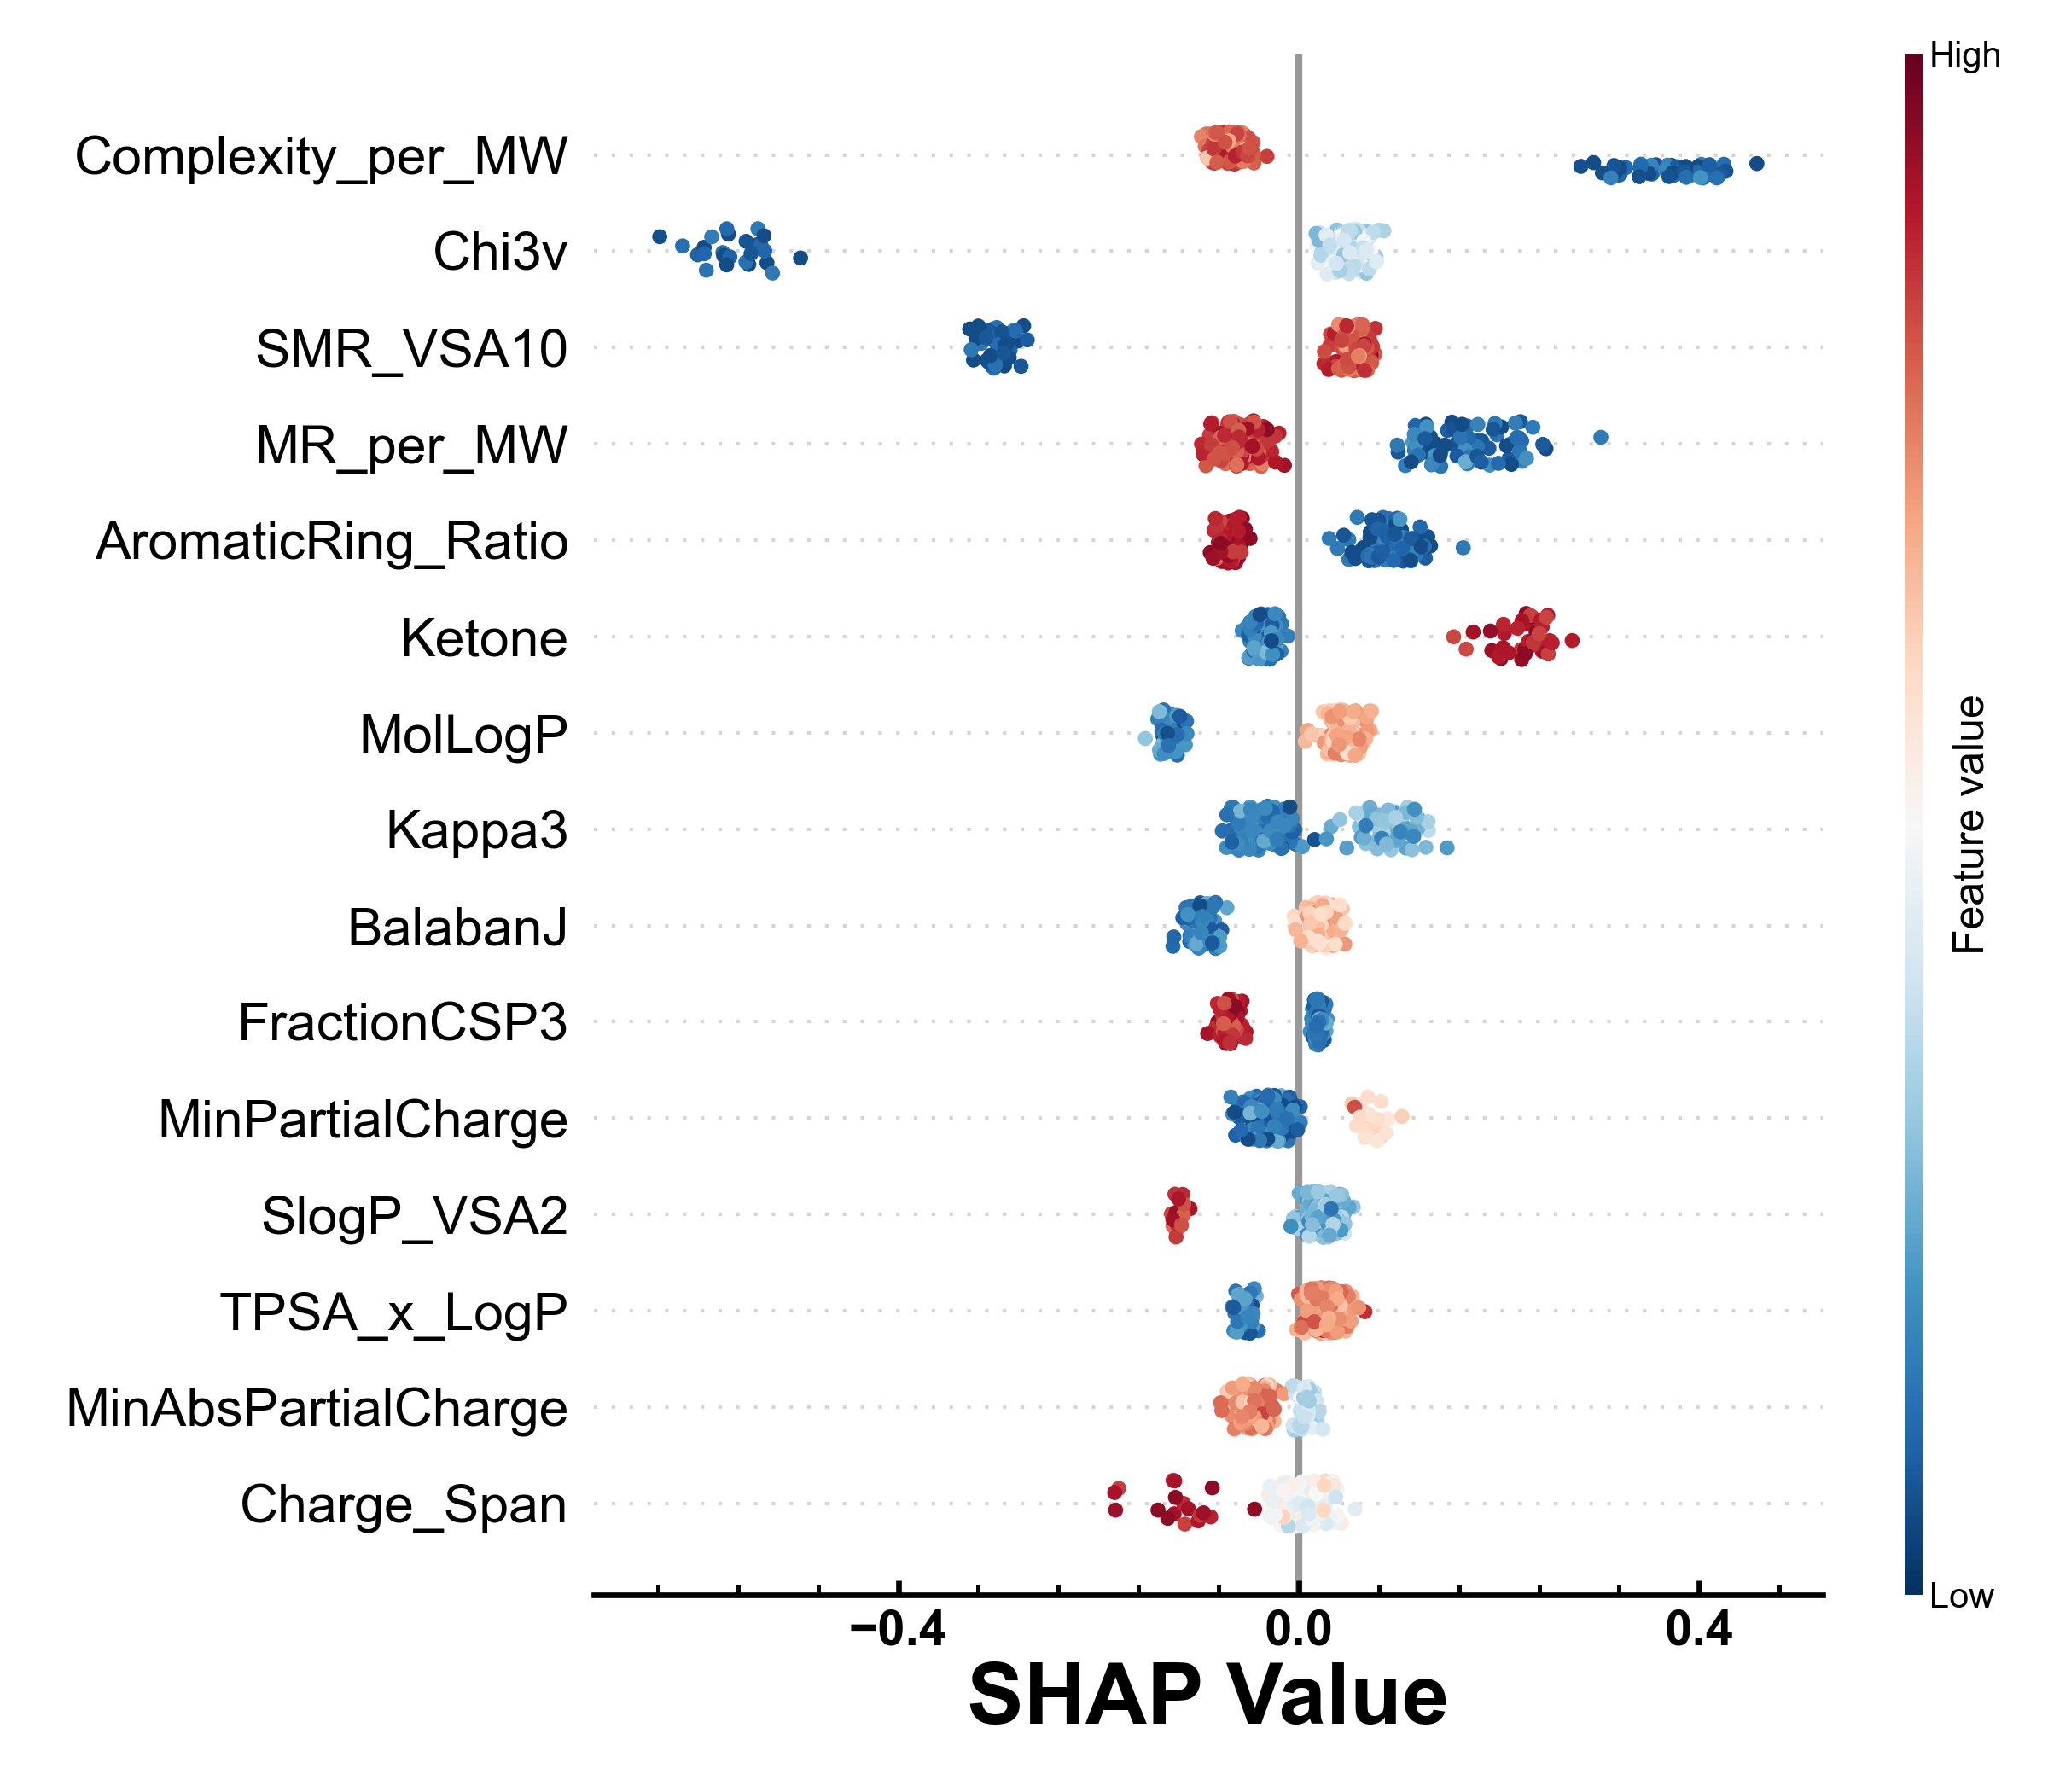 High
Complexity_per_MW
Chi3v
SMR_VSA10
MR_per_MW
AromaticRing_Ratio
Ketone
MolLogP
Kappa3
BalabanJ
FractionCSP3
MinPartialCharge
SlogP_VSA2
TPSA_x_LogP
MinAbsPartialCharge
Charge_Span
Feature value
Low
−0.4 0.0 0.4
SHAP Value